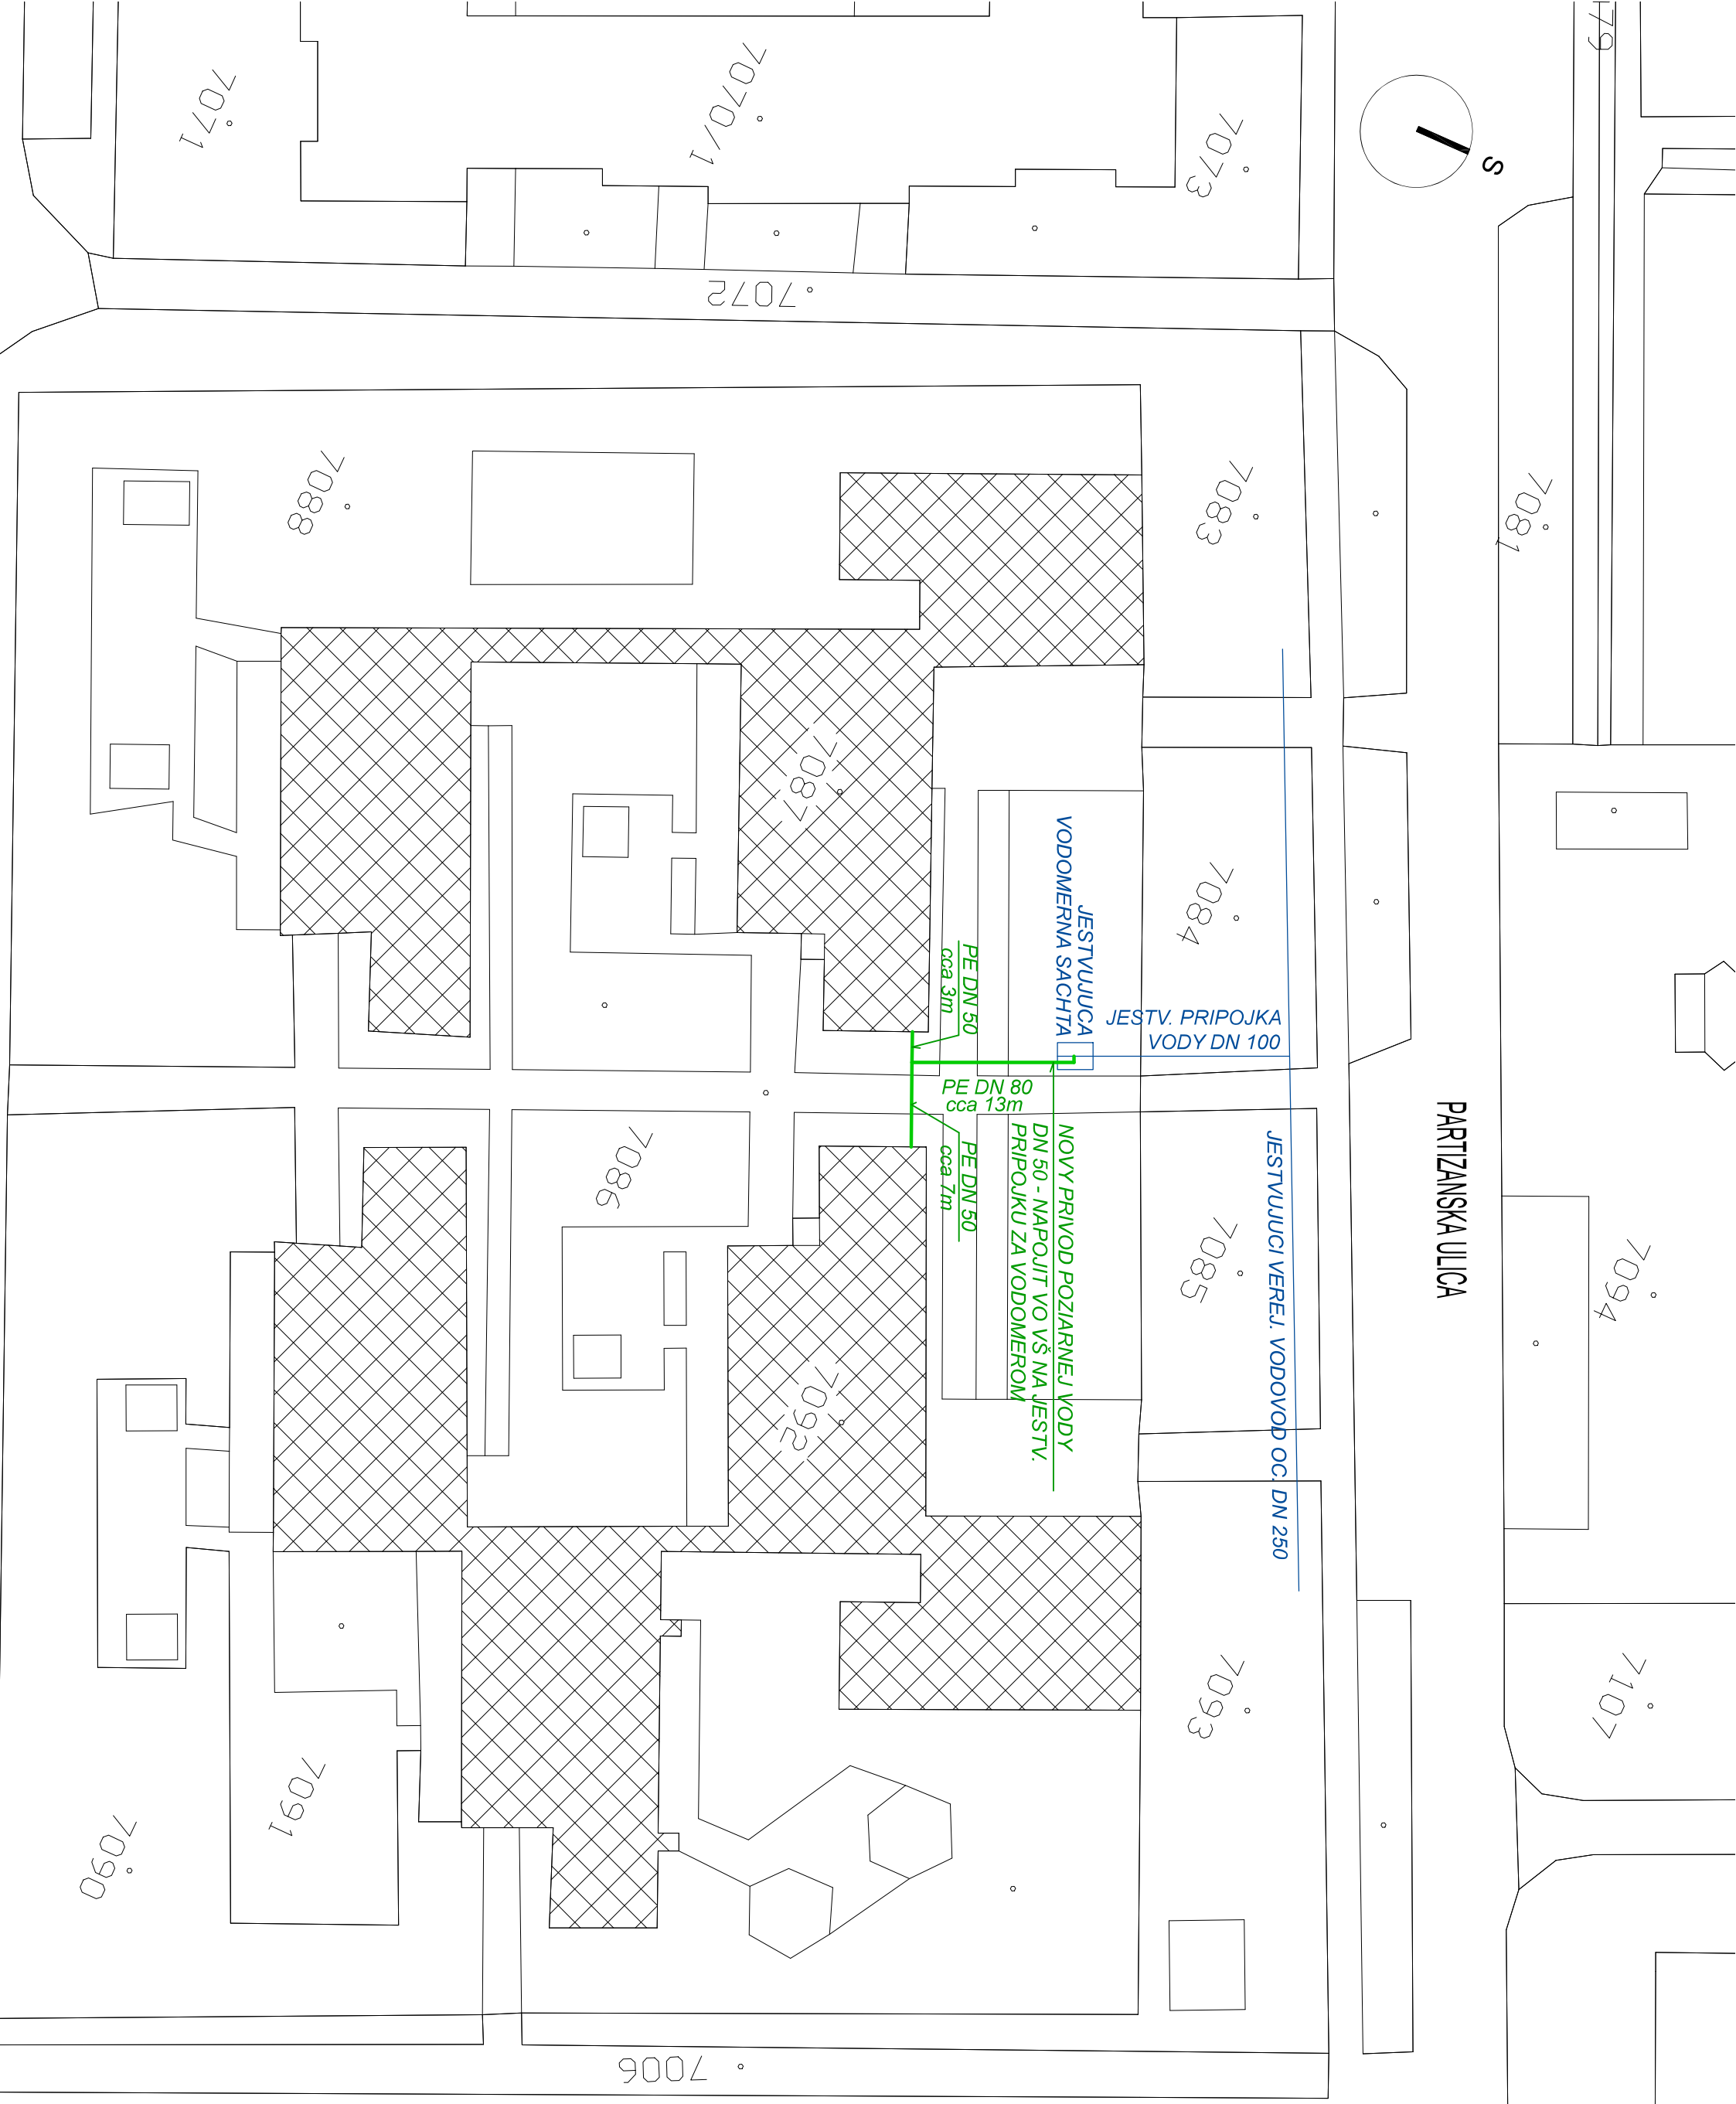 179
7071
7070/1
7073
S
7072
7088
7083
7081
7087
7084
JESTVUJUCA
VODOMERNA SACHTA
PE DN 50
cca 3m
JESTV. PRIPOJKA
VODY DN 100
PE DN 80
cca 13m
PE DN 50
cca 7m
NOVY PRIVOD POZIARNEJ VODY
DN 50 - NAPOJIT VO VŠ NA JESTV.
PRIPOJKU ZA VODOMEROM
JESTVUJUCI VEREJ. VODOVOD OC. DN 250
PARTIZANSKA ULICA
7089
7085
7094
7092
7093
7107
7091
7090
7006